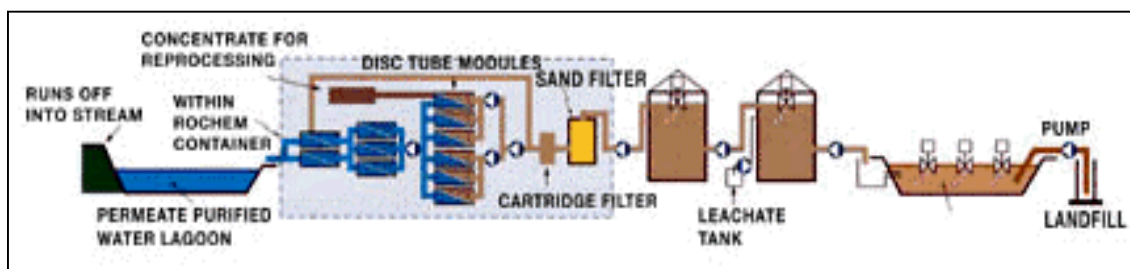 CONCENTRATE FOR
REPROCESSING
DISC TUBE MODULES
SAND FILTER
RUNS OFF
INTO STREAM
WITHIN
ROCHEM
CONTAINER
PUMP
PERMEATE PURIFIED
WATER LAGOON
CARTRIDGE FILTER
LEACHATE
TANK
LANDFILL